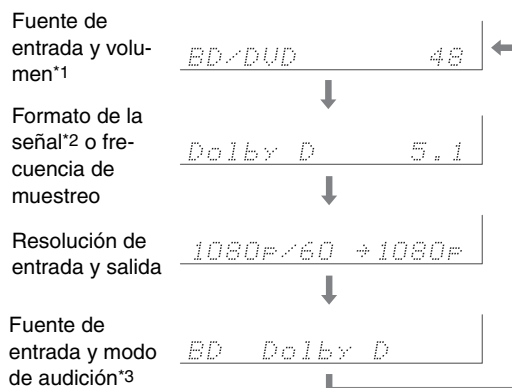 Fuente de
entrada y volu-
men*1
BD/DVD 48
Formato de la
señal*2 o fre-
cuencia de
muestreo
Dolby D 5.1
Resolución de
entrada y salida
1080p/60 → 1080p
Fuente de
entrada y modo
de audición*3
BD Dolby D